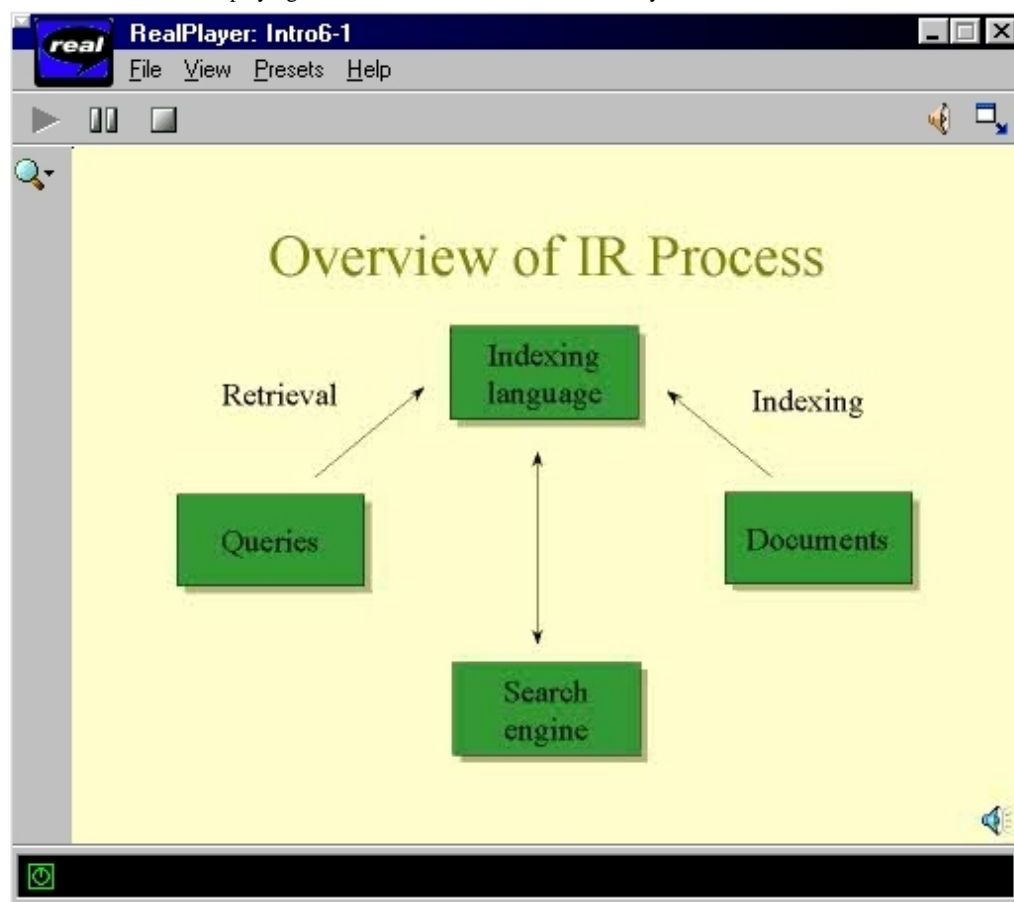 real
RealPlayer: Intro6-1
File View Presets Help
Overview of IR Process
Indexing
language
Retrieval
Indexing
Queries
Documents
Search
engine